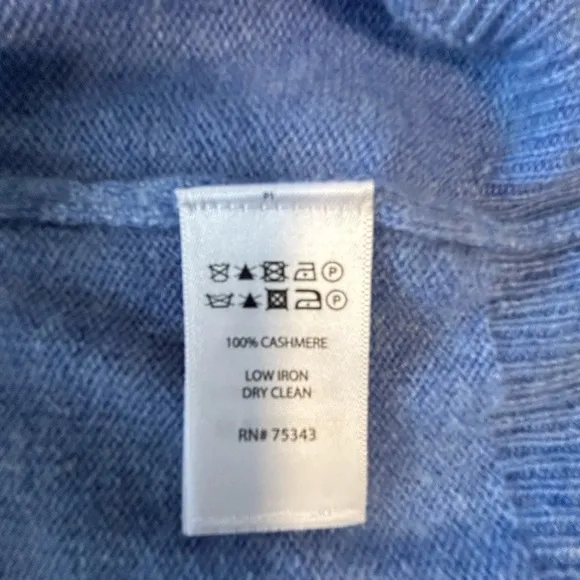 P
P
100% CASHMERE
LOW IRON
DRY CLEAN
RN# 75343